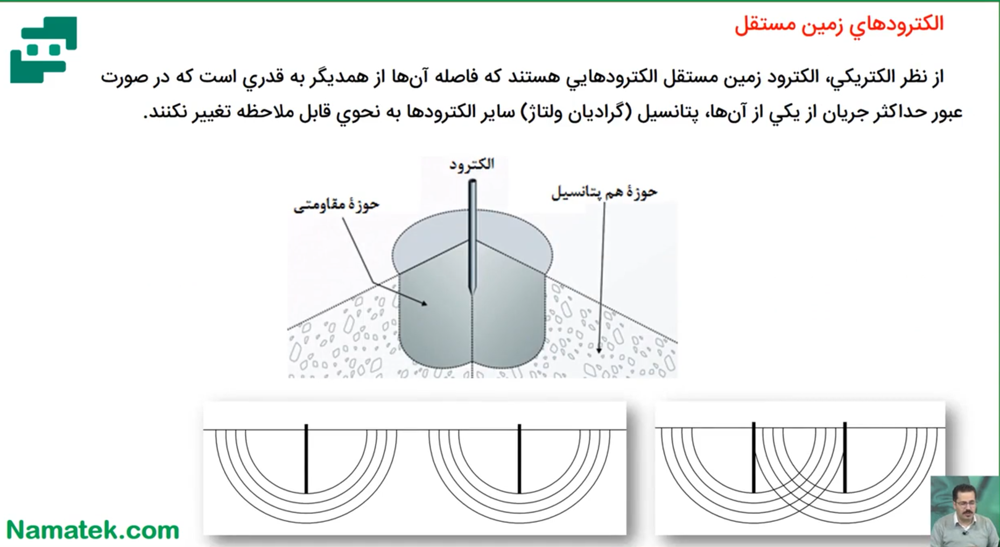 الكترودهاي زمين مستقل
از نظر الكتريكي، الكترود زمين مستقل الكترودهايي هستند كه فاصله آن‌ها از همديگر به قدري است كه در صورت
عبور حداكثر جريان از يكي از آن‌ها، پتانسيل (گراديان ولتاژ) ساير الكترودها به نحوي قابل ملاحظه تغيير نكنند.
الکترود
حوزهٔ هم پتانسیل
حوزهٔ مقاومتی
Namatek.com